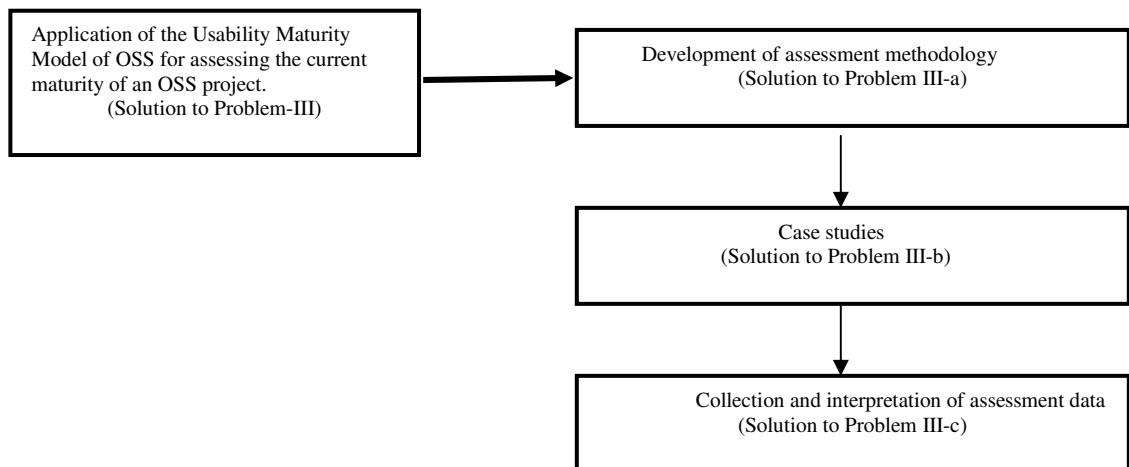 Application of the Usability Maturity
Model of OSS for assessing the current
maturity of an OSS project.
(Solution to Problem-III)
Development of assessment methodology
(Solution to Problem III-a)
Case studies
(Solution to Problem III-b)
Collection and interpretation of assessment data
(Solution to Problem III-c)